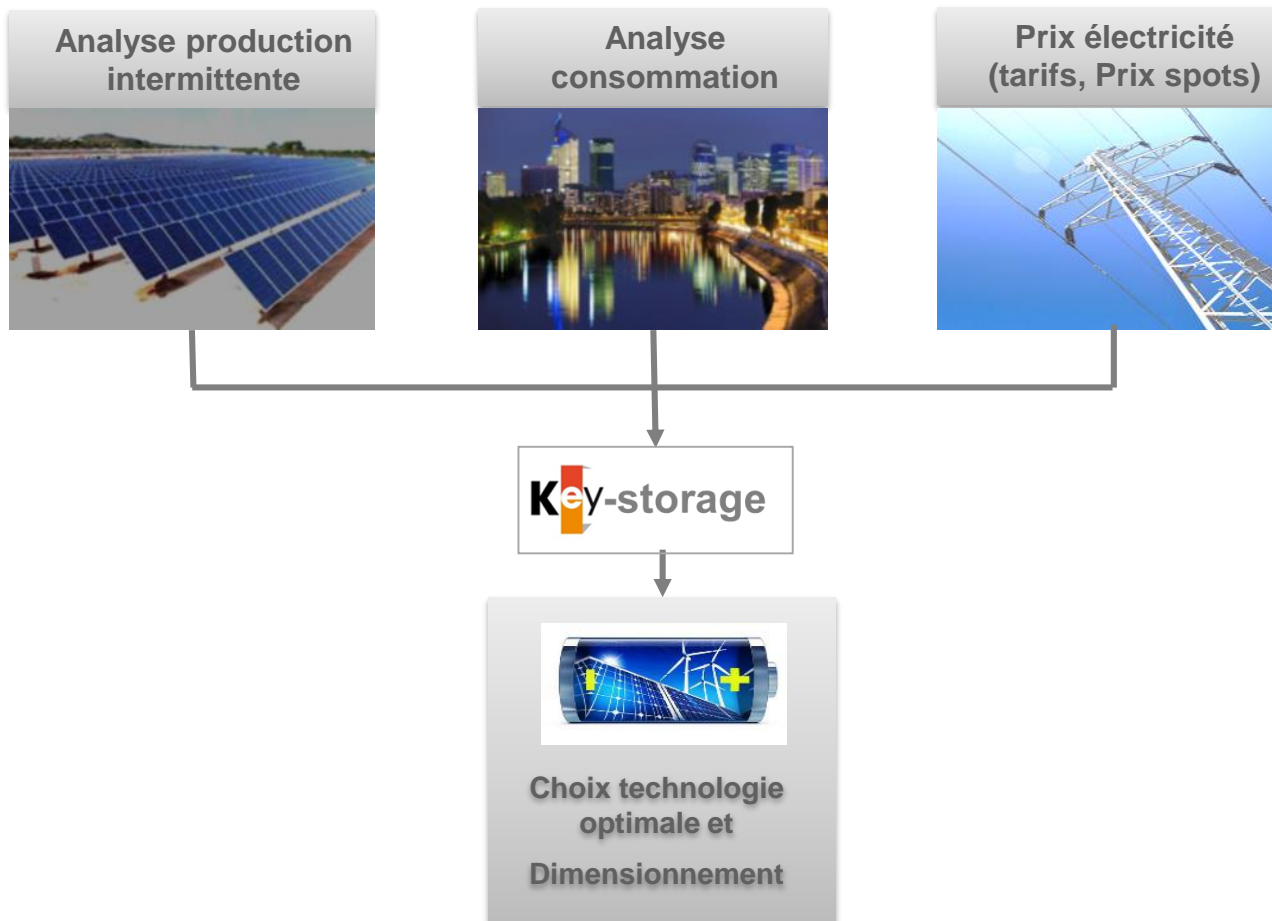 Analyse production
intermittente
Analyse
consommation
Prix électricité
(tarifs, Prix spots)
Key-storage
Choix technologie
optimale et
Dimensionnement